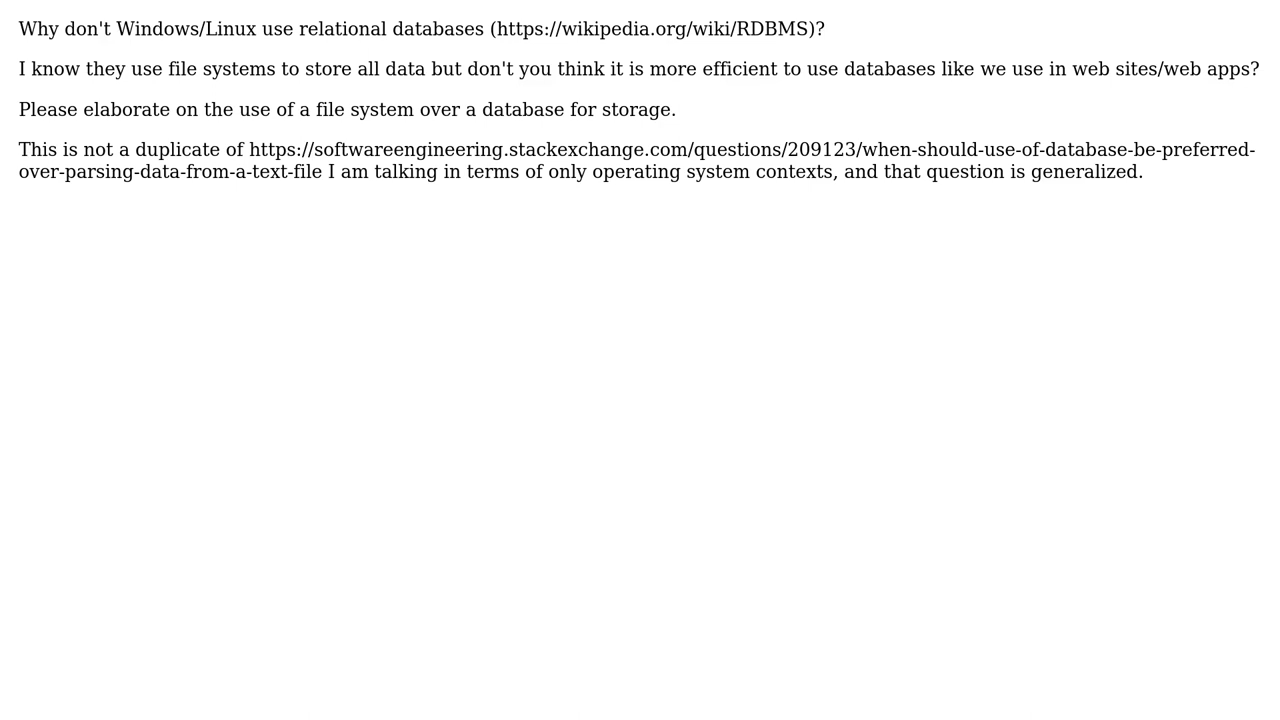 Why don't Windows/Linux use relational databases (https://wikipedia.org/wiki/RDBMS)?
I know they use file systems to store all data but don't you think it is more efficient to use databases like we use in web sites/web apps?
Please elaborate on the use of a file system over a database for storage.
This is not a duplicate of https://softwareengineering.stackexchange.com/questions/209123/when-should-use-of-database-be-preferred-
over-parsing-data-from-a-text-file I am talking in terms of only operating system contexts, and that question is generalized.